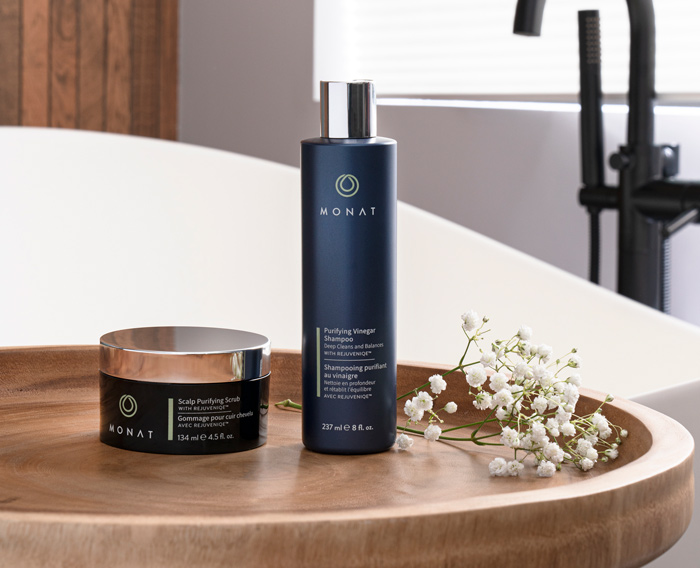 MONAT
Scalp Purifying Scrub
WITH REJUVENIQE™
Gommage pour cuir chevelu
AVEC REJUVENIQE™
134 ml ℮ 4.5 fl. oz.
MONAT
Purifying Vinegar
Shampoo
Deep Cleans and Balances
WITH REJUVENIQE™
Shampooing purifiant
au vinaigre
Nettoie en profondeur
et rétablit l'équilibre
AVEC REJUVENIQE™
237 ml ℮ 8 fl. oz.